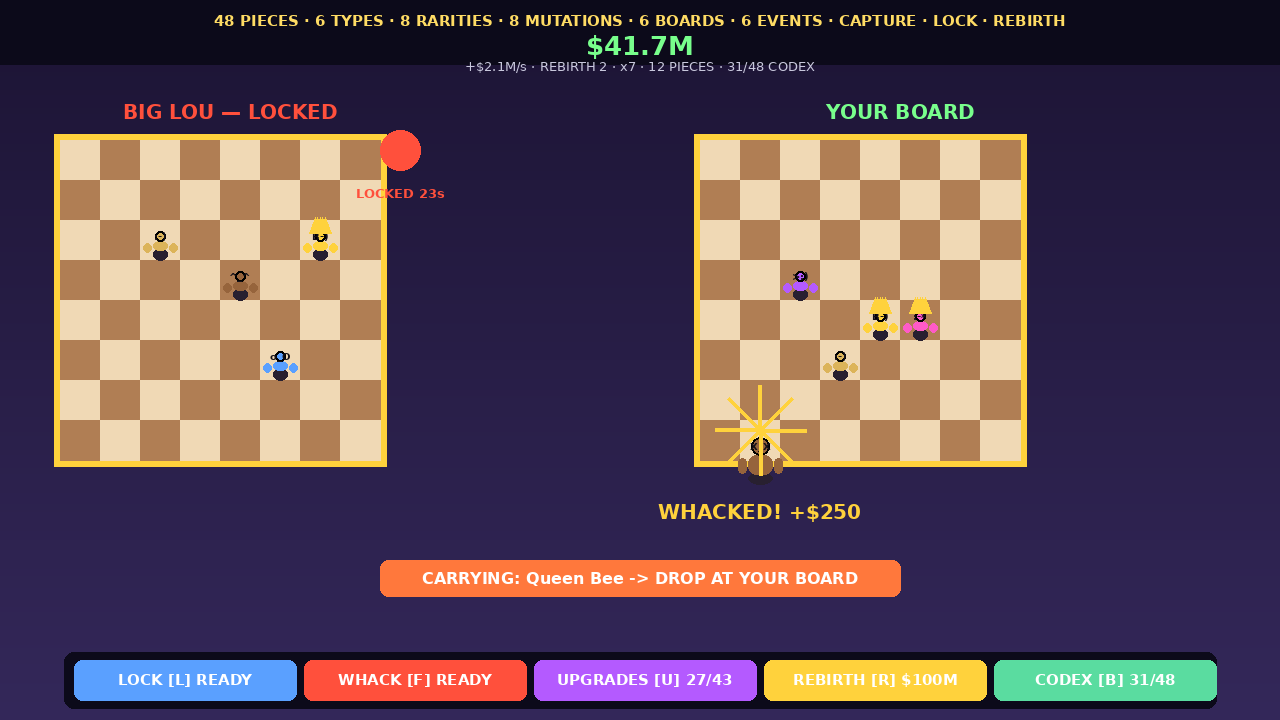 48 PIECES · 6 TYPES · 8 RARITIES · 8 MUTATIONS · 6 BOARDS · 6 EVENTS · CAPTURE · LOCK · REBIRTH
$41.7M
+$2.1M/s · REBIRTH 2 · x7 · 12 PIECES · 31/48 CODEX
BIG LOU — LOCKED
YOUR BOARD
LOCKED 23s
WHACKED! +$250
CARRYING: Queen Bee -> DROP AT YOUR BOARD
LOCK [L] READY
WHACK [F] READY
UPGRADES [U] 27/43
REBIRTH [R] $100M
CODEX [B] 31/48